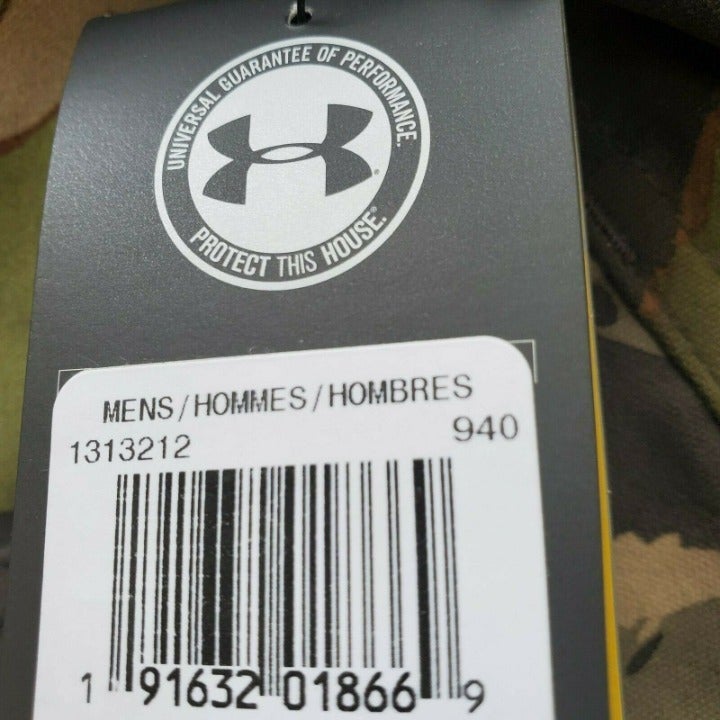 UNIVERSAL GUARANTEE OF PERFORMANCE.
PROTECT THIS HOUSE.®
MENS/HOMMES/HOMBRES
1313212 940
1 91632 01866 9